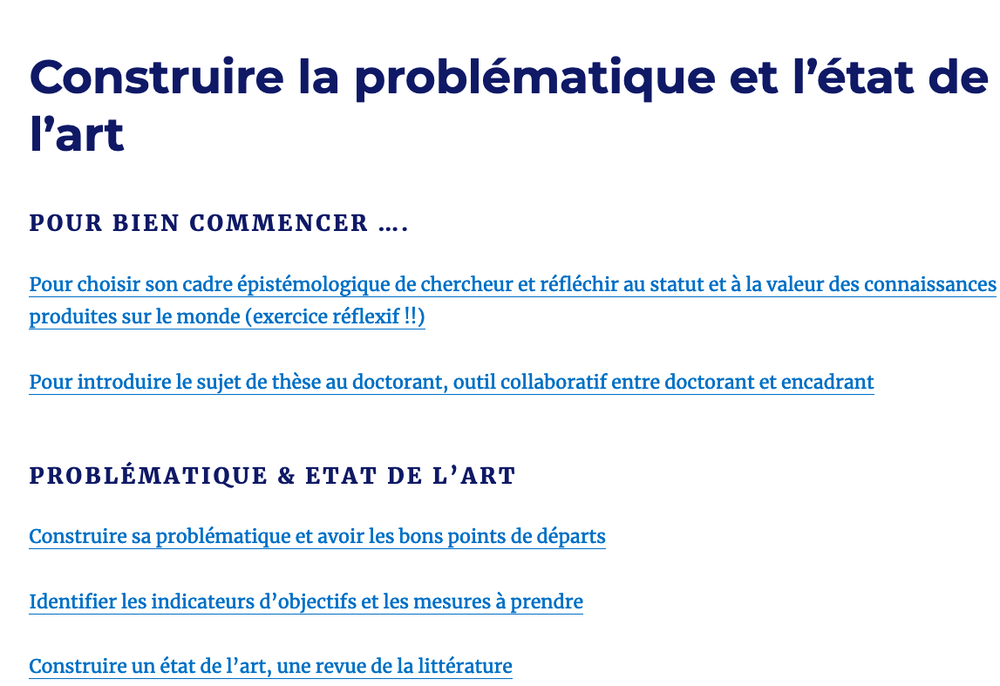 Construire la problématique et l’état de
l’art
POUR BIEN COMMENCER ….
Pour choisir son cadre épistémologique de chercheur et réfléchir au statut et à la valeur des connaissances
produites sur le monde (exercice réflexif !!)
Pour introduire le sujet de thèse au doctorant, outil collaboratif entre doctorant et encadrant
PROBLÉMATIQUE & ETAT DE L’ART
Construire sa problématique et avoir les bons points de départs
Identifier les indicateurs d’objectifs et les mesures à prendre
Construire un état de l’art, une revue de la littérature